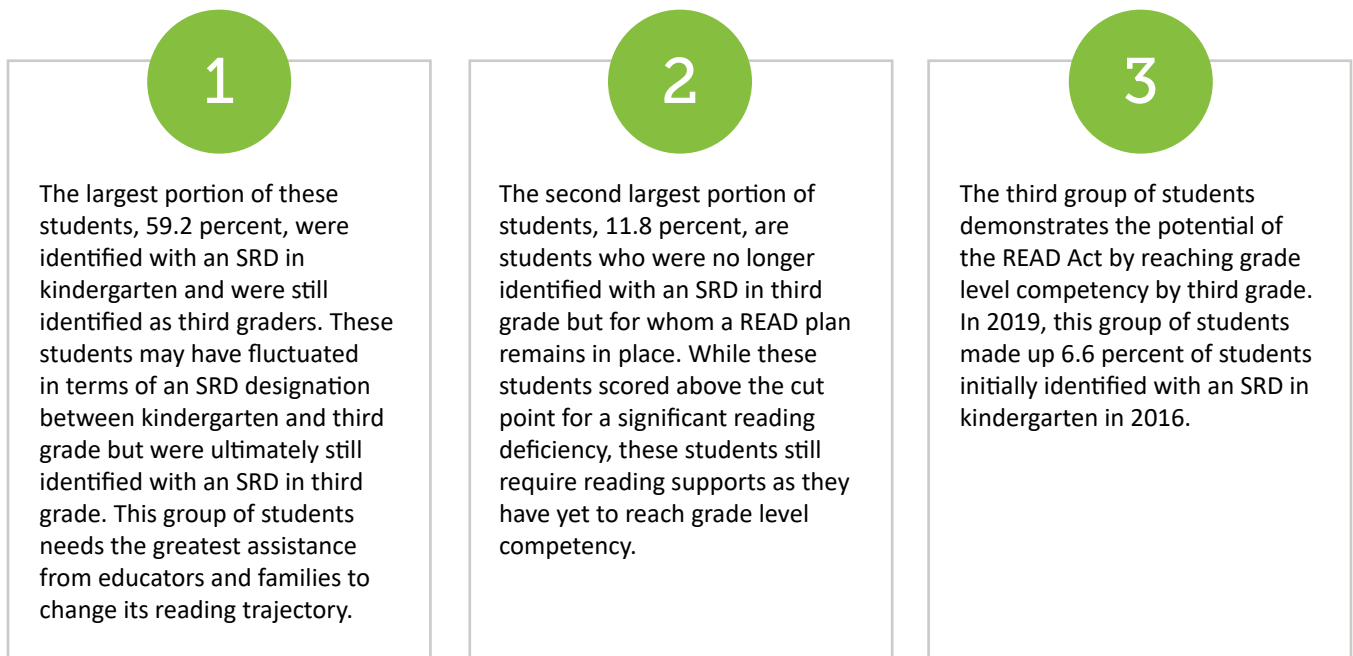 1
The largest portion of these
students, 59.2 percent, were
identified with an SRD in
kindergarten and were still
identified as third graders. These
students may have fluctuated
in terms of an SRD designation
between kindergarten and third
grade but were ultimately still
identified with an SRD in third
grade. This group of students
needs the greatest assistance
from educators and families to
change its reading trajectory.
2
The second largest portion of
students, 11.8 percent, are
students who were no longer
identified with an SRD in third
grade but for whom a READ plan
remains in place. While these
students scored above the cut
point for a significant reading
deficiency, these students still
require reading supports as they
have yet to reach grade level
competency.
3
The third group of students
demonstrates the potential of
the READ Act by reaching grade
level competency by third grade.
In 2019, this group of students
made up 6.6 percent of students
initially identified with an SRD in
kindergarten in 2016.